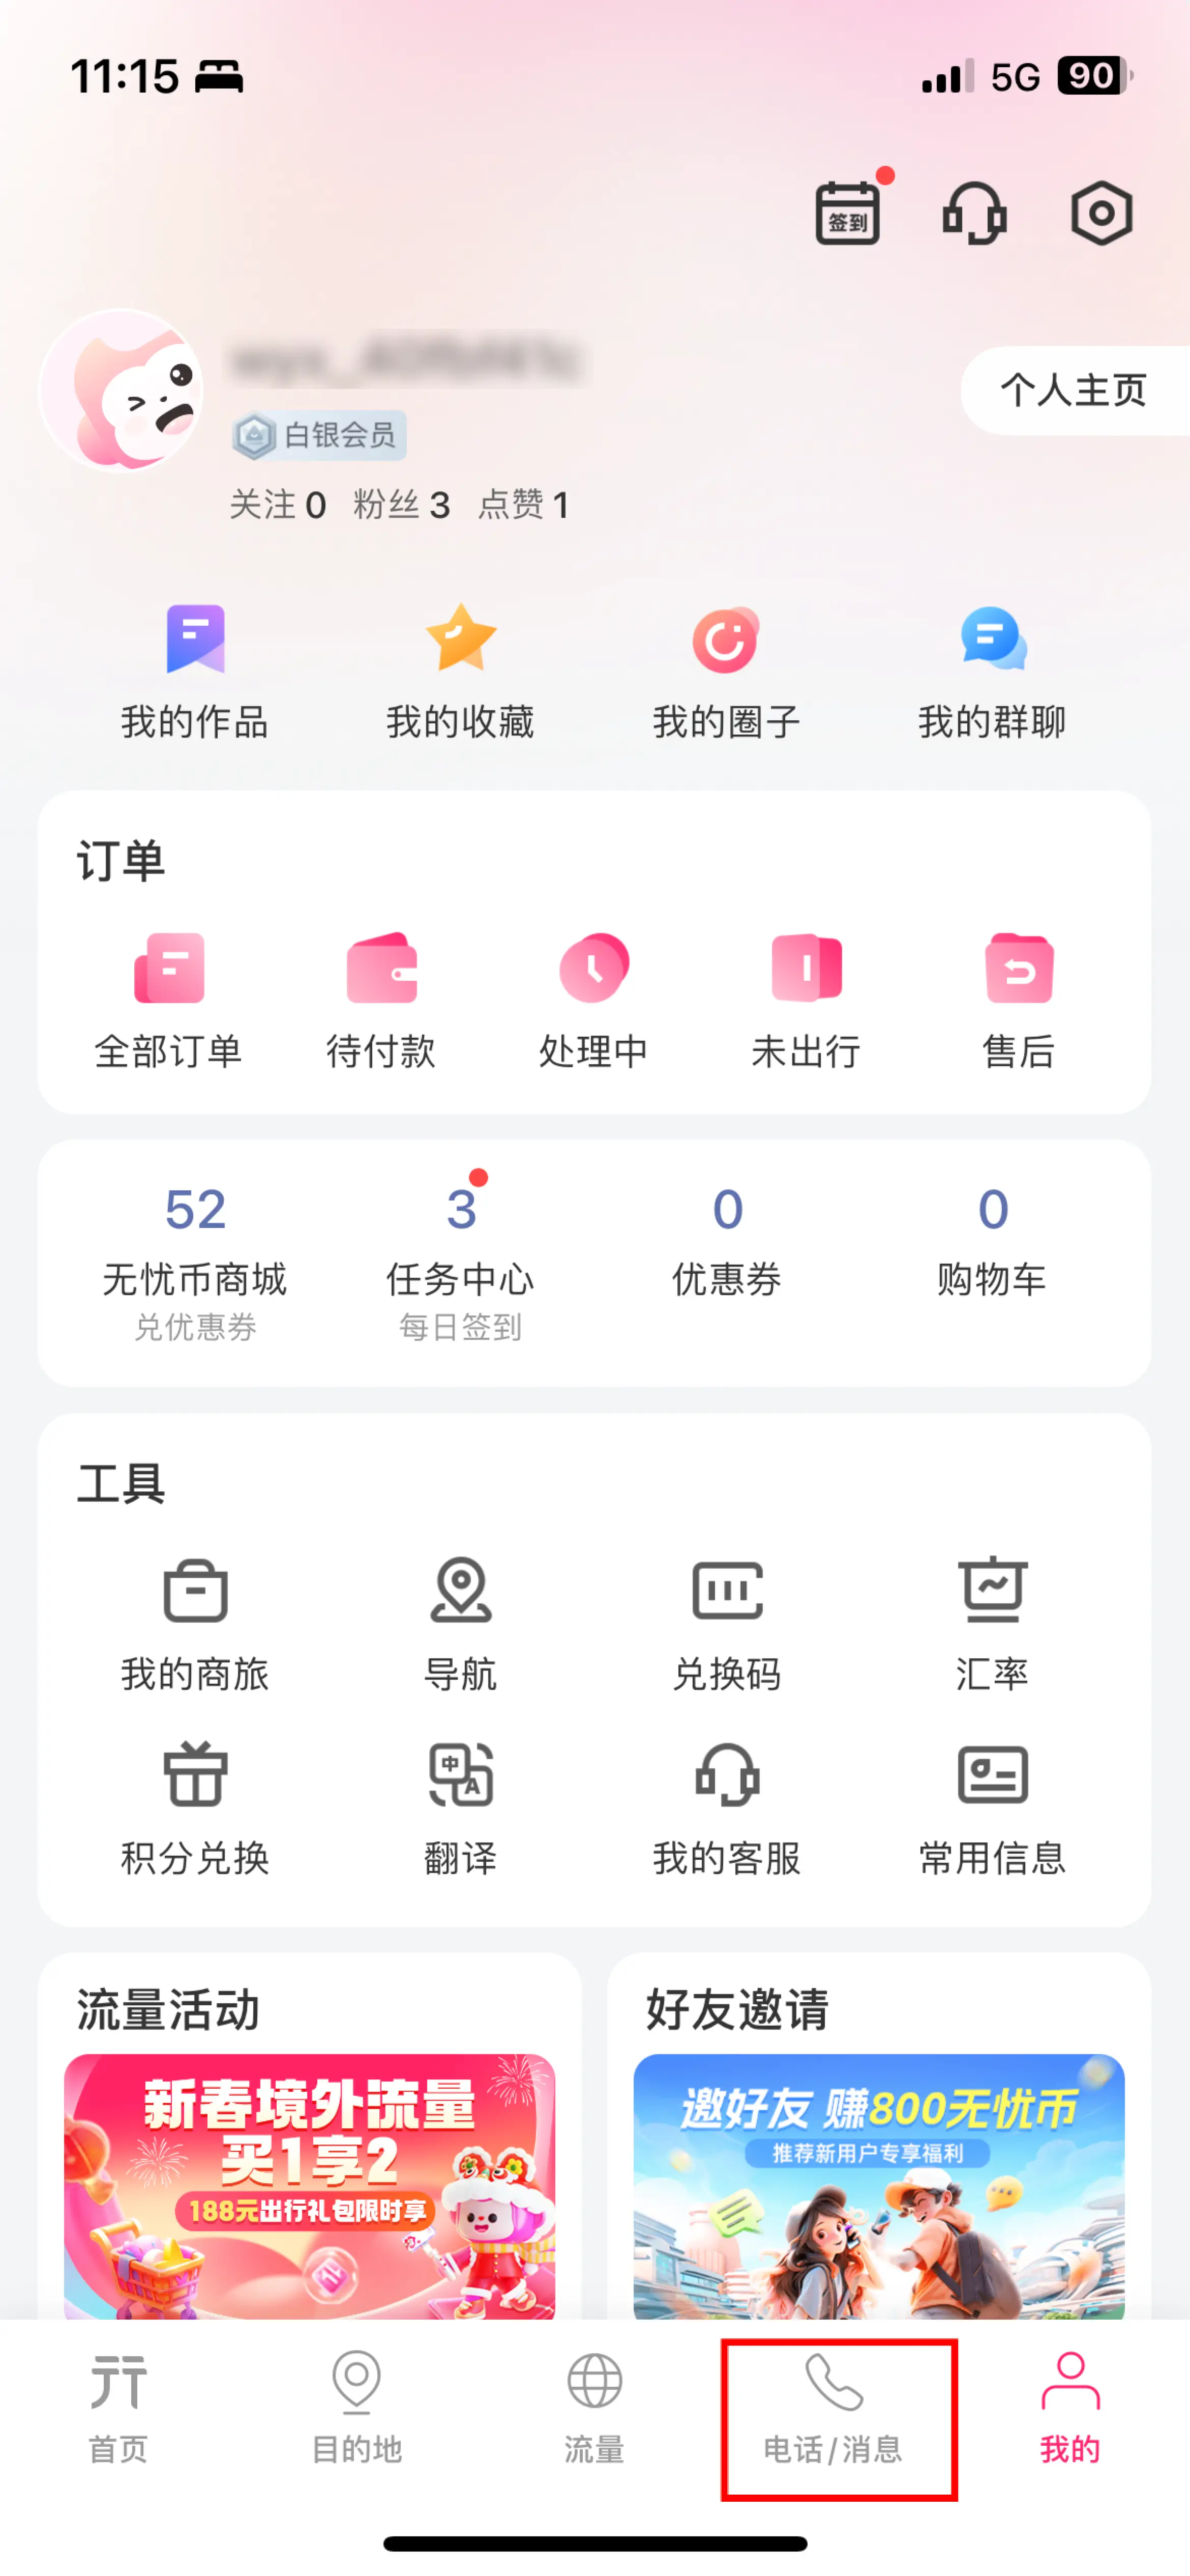 11:15 5G 90
签到
个人主页
白银会员
关注 0 粉丝 3 点赞 1
我的作品 我的收藏 我的圈子 我的群聊
订单
全部订单 待付款 处理中 未出行 售后
52 3 0 0
无忧币商城 任务中心 优惠券 购物车
兑优惠券 每日签到
工具
我的商旅 导航 兑换码 汇率
中 A
积分兑换 翻译 我的客服 常用信息
流量活动 好友邀请
新春境外流量
买1享2
188元出行礼包限时享
邀好友 赚800无忧币
推荐新用户专享福利
首页 目的地 流量 电话/消息 我的